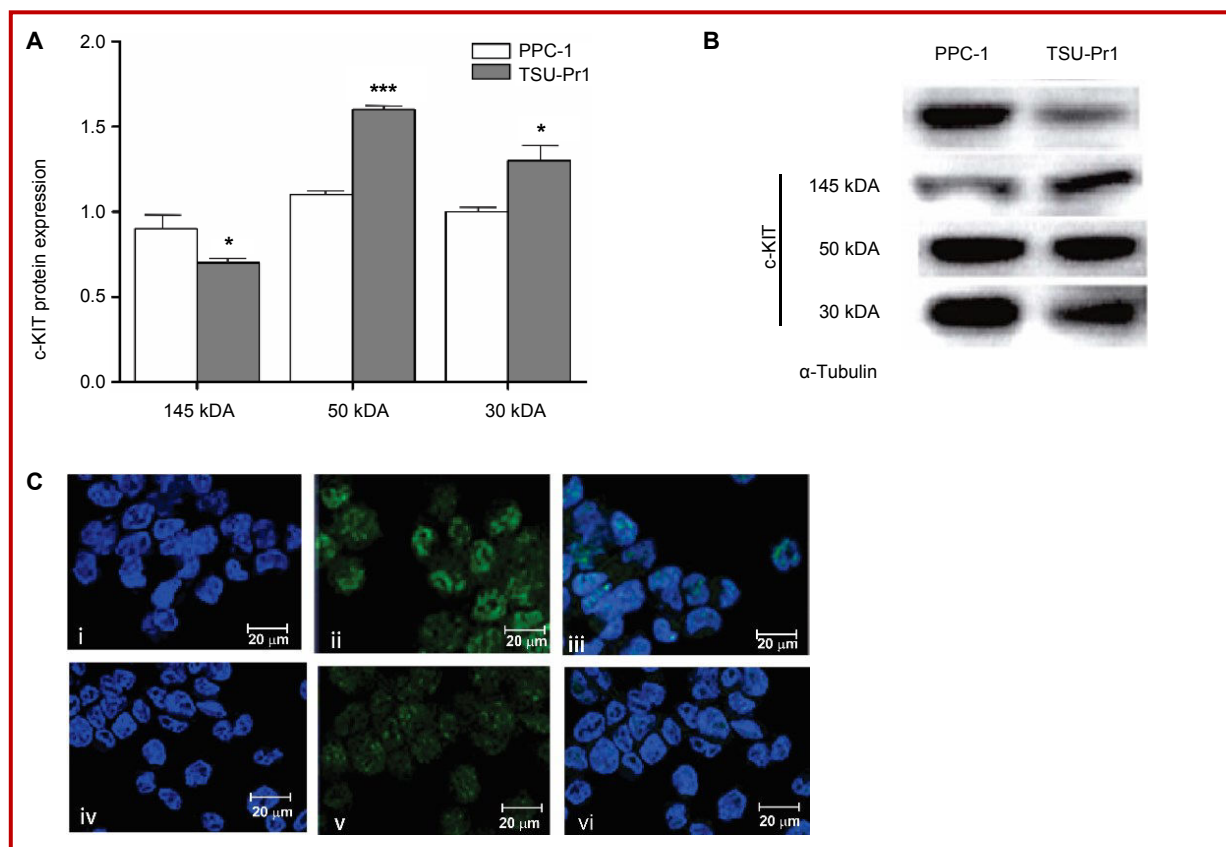 A
2.0
1.5
1.0
0.5
0.0
c-KIT protein expression
PPC-1
TSU-Pr1
*
***
*
145 kDA
50 kDA
30 kDA
B
PPC-1
TSU-Pr1
c-KIT
145 kDA
50 kDA
30 kDA
α-Tubulin
C
i
20 μm
ii
20 μm
iii
20 μm
iv
20 μm
v
20 μm
vi
20 μm